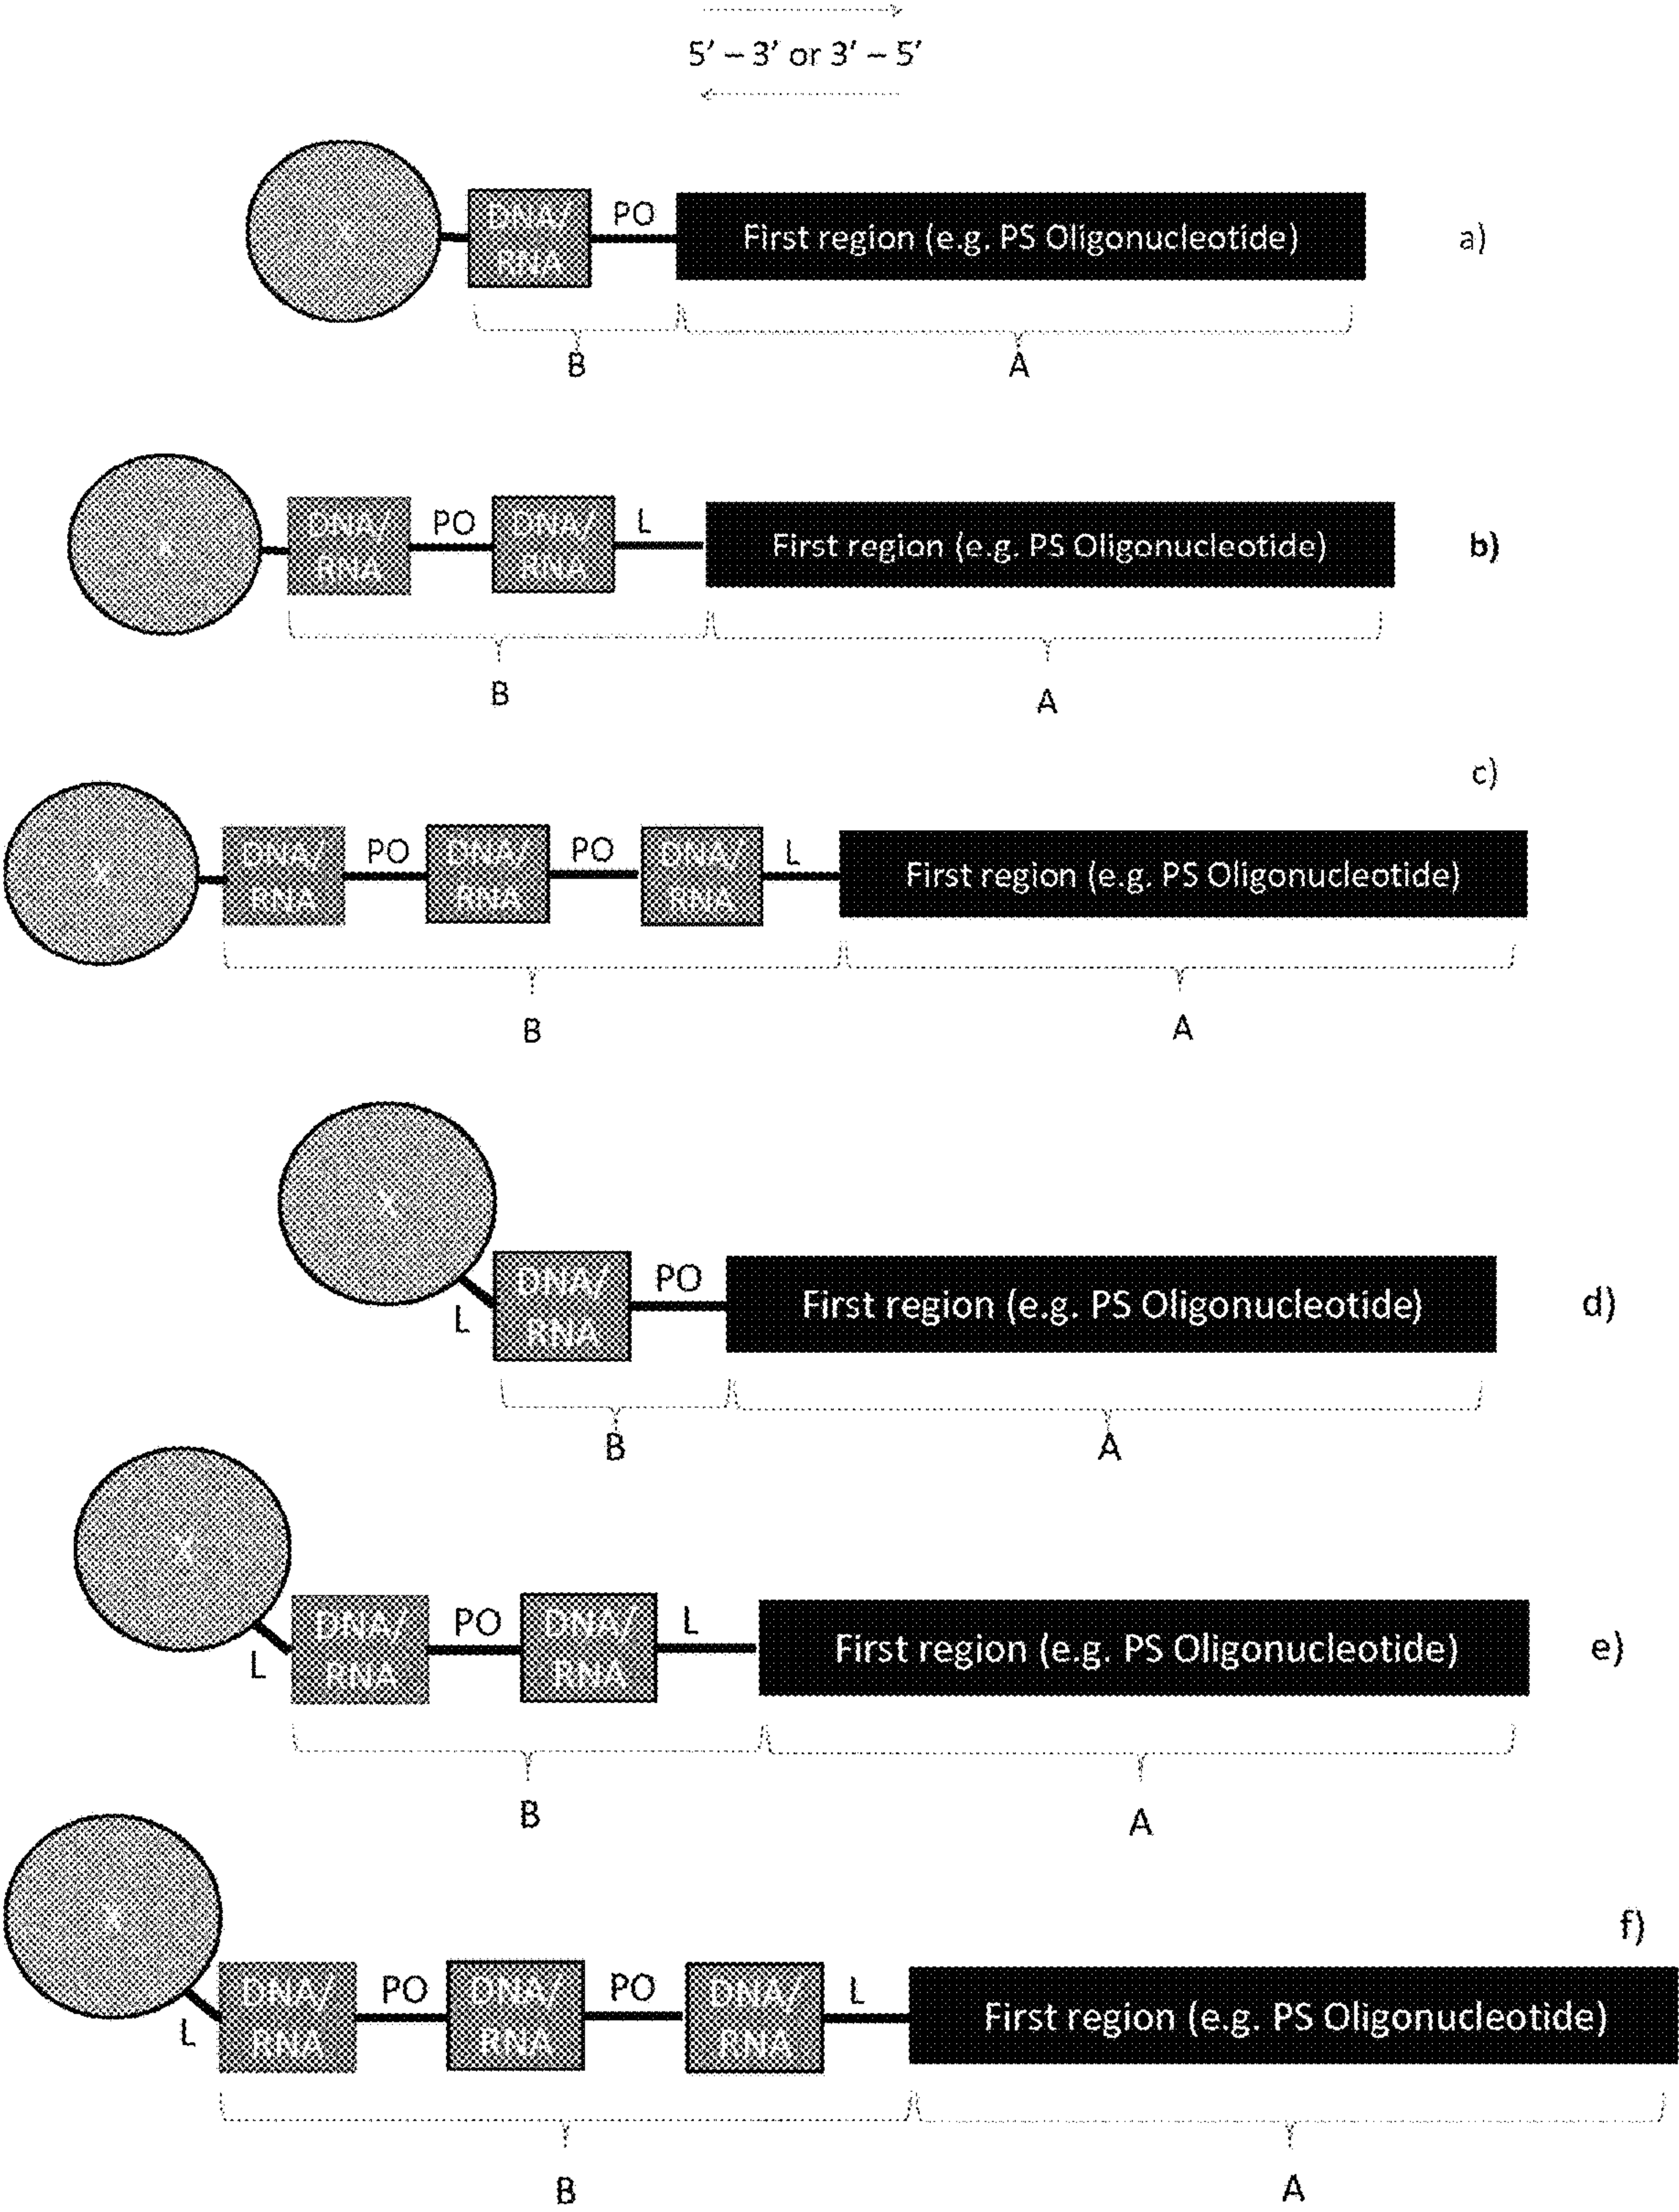 5' – 3' or 3' – 5'
X DNA/ RNA PO First region (e.g. PS Oligonucleotide) a)
B A
X DNA/ RNA PO DNA/ RNA L First region (e.g. PS Oligonucleotide) b)
B A
c)
X DNA/ RNA PO DNA/ RNA PO DNA/ RNA L First region (e.g. PS Oligonucleotide)
B A
X L DNA/ RNA PO First region (e.g. PS Oligonucleotide) d)
B A
X L DNA/ RNA PO DNA/ RNA L First region (e.g. PS Oligonucleotide) e)
B A
f)
X L DNA/ RNA PO DNA/ RNA PO DNA/ RNA L First region (e.g. PS Oligonucleotide)
B A